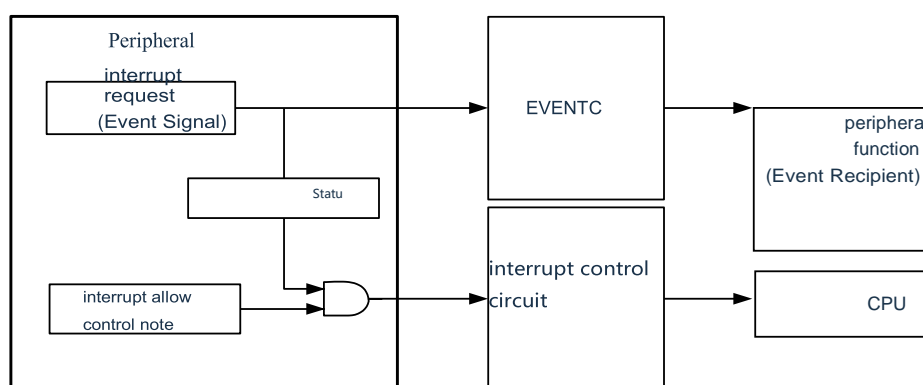 Peripheral
interrupt
request
(Event Signal)
EVENTC
periphera
function
(Event Recipient)
Statu
interrupt control
circuit
interrupt allow
control note
CPU